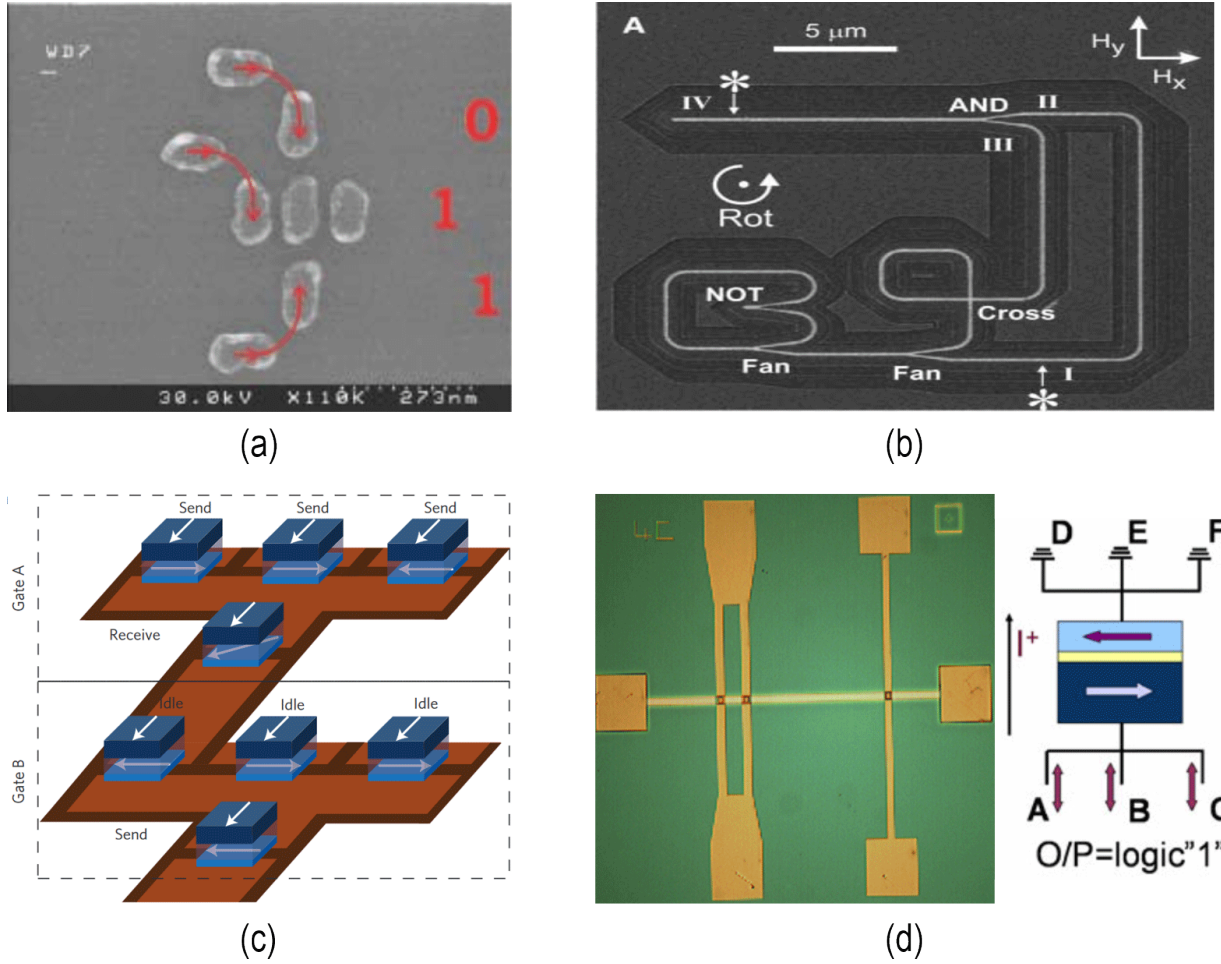 WD7
0
1
1
30.0kV X110K 273nm
(a)
A
5 μm
Hy
Hx
IV
AND
II
III
Rot
NOT
Cross
Fan
Fan
I
(b)
Send
Send
Send
Gate A
Receive
Idle
Idle
Idle
Gate B
Send
(c)
4C
D
E
F
I+
A
B
C
O/P=logic"1"
(d)